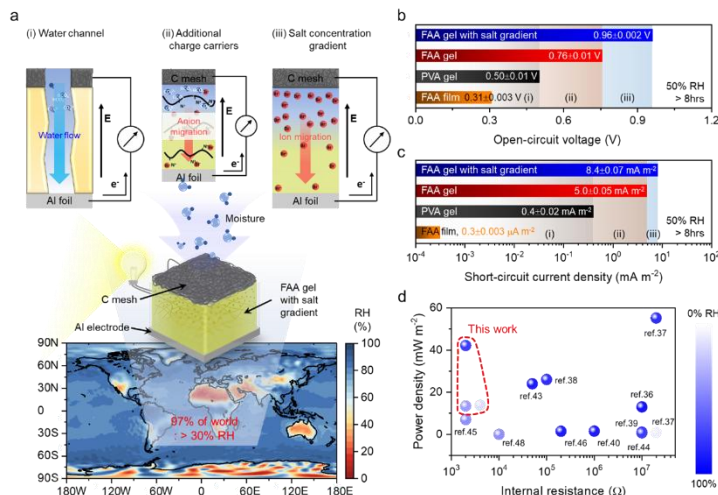 a
(i) Water channel
(ii) Additional
charge carriers
(iii) Salt concentration
gradient
C mesh
C mesh
Water flow
E
Anion
migration
E
Ion migration
E
e-
e-
e-
Al foil
Al foil
Al foil
Moisture
C mesh
FAA gel
with salt
gradient
Al electrode
RH
(%)
90N
60N
30N
0
30S
60S
90S
100
80
60
40
20
0
97% of world
: > 30% RH
180W
120W
60W
0
60E
120E
180E
b
FAA gel with salt gradient
0.96±0.002 V
FAA gel
0.76±0.01 V
PVA gel
0.50±0.01 V
FAA film
0.31±0.003 V
(i)
(ii)
(iii)
50% RH
> 8hrs
0.0
0.3
0.6
0.9
1.2
Open-circuit voltage (V)
c
FAA gel with salt gradient
8.4±0.07 mA m-2
FAA gel
5.0±0.05 mA m-2
PVA gel
0.4±0.02 mA m-2
FAA film, 0.3±0.003 μA m-2
(i)
(ii)
(iii)
50% RH
> 8hrs
10-4
10-3
10-2
10-1
100
101
102
Short-circuit current density (mA m-2)
d
Power density (mW m-2)
60
40
20
0
This work
ref.37
ref.43
ref.38
ref.36
ref.45
ref.48
ref.46
ref.40
ref.39
ref.44
ref.37
103
104
105
106
107
Internal resistance (Ω)
0% RH
100%